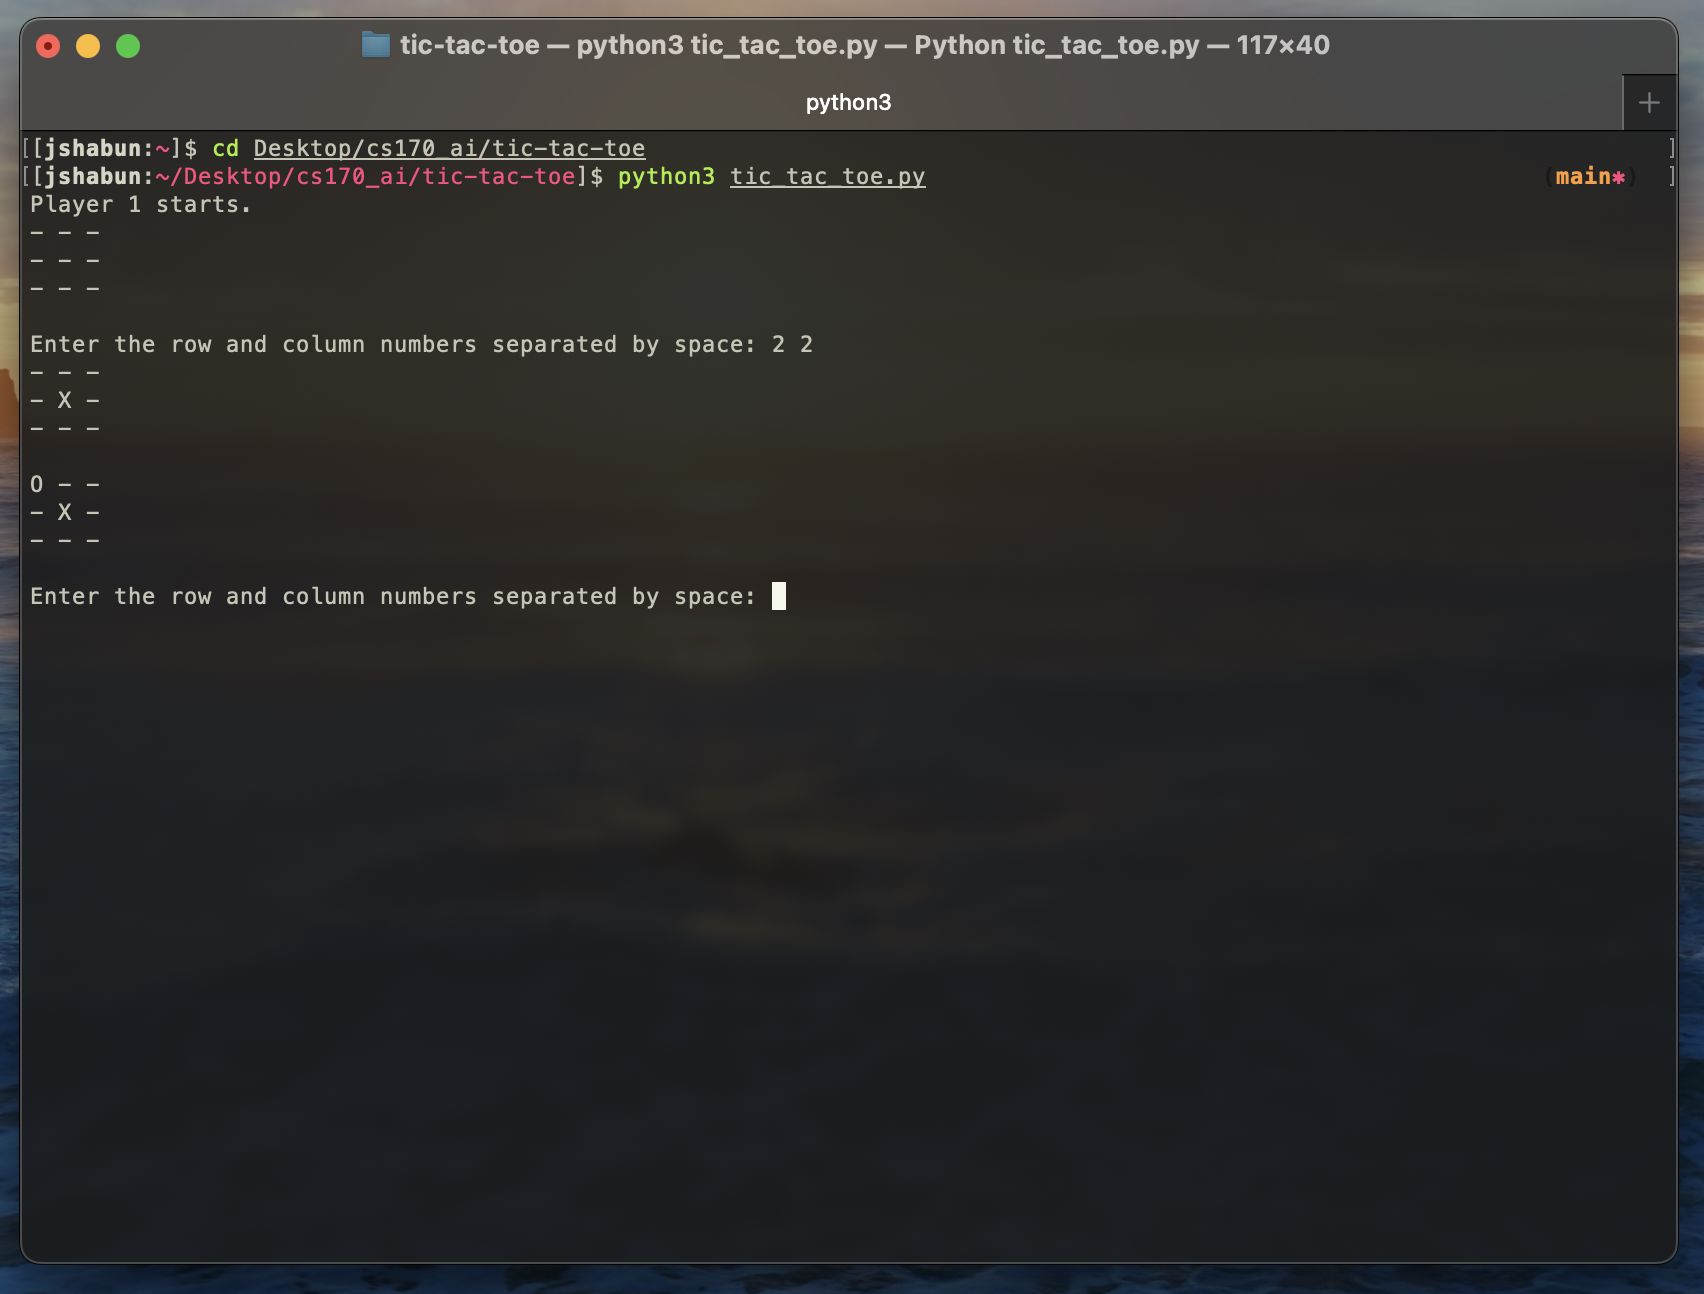 tic-tac-toe — python3 tic_tac_toe.py — Python tic_tac_toe.py — 117×40
python3
[[jshabun:~]$ cd Desktop/cs170_ai/tic-tac-toe ]
[[jshabun:~/Desktop/cs170_ai/tic-tac-toe]$ python3 tic_tac_toe.py (main✱) ]
Player 1 starts.
- - -
- - -
- - -
Enter the row and column numbers separated by space: 2 2
- - -
- X -
- - -
O - -
- X -
- - -
Enter the row and column numbers separated by space: